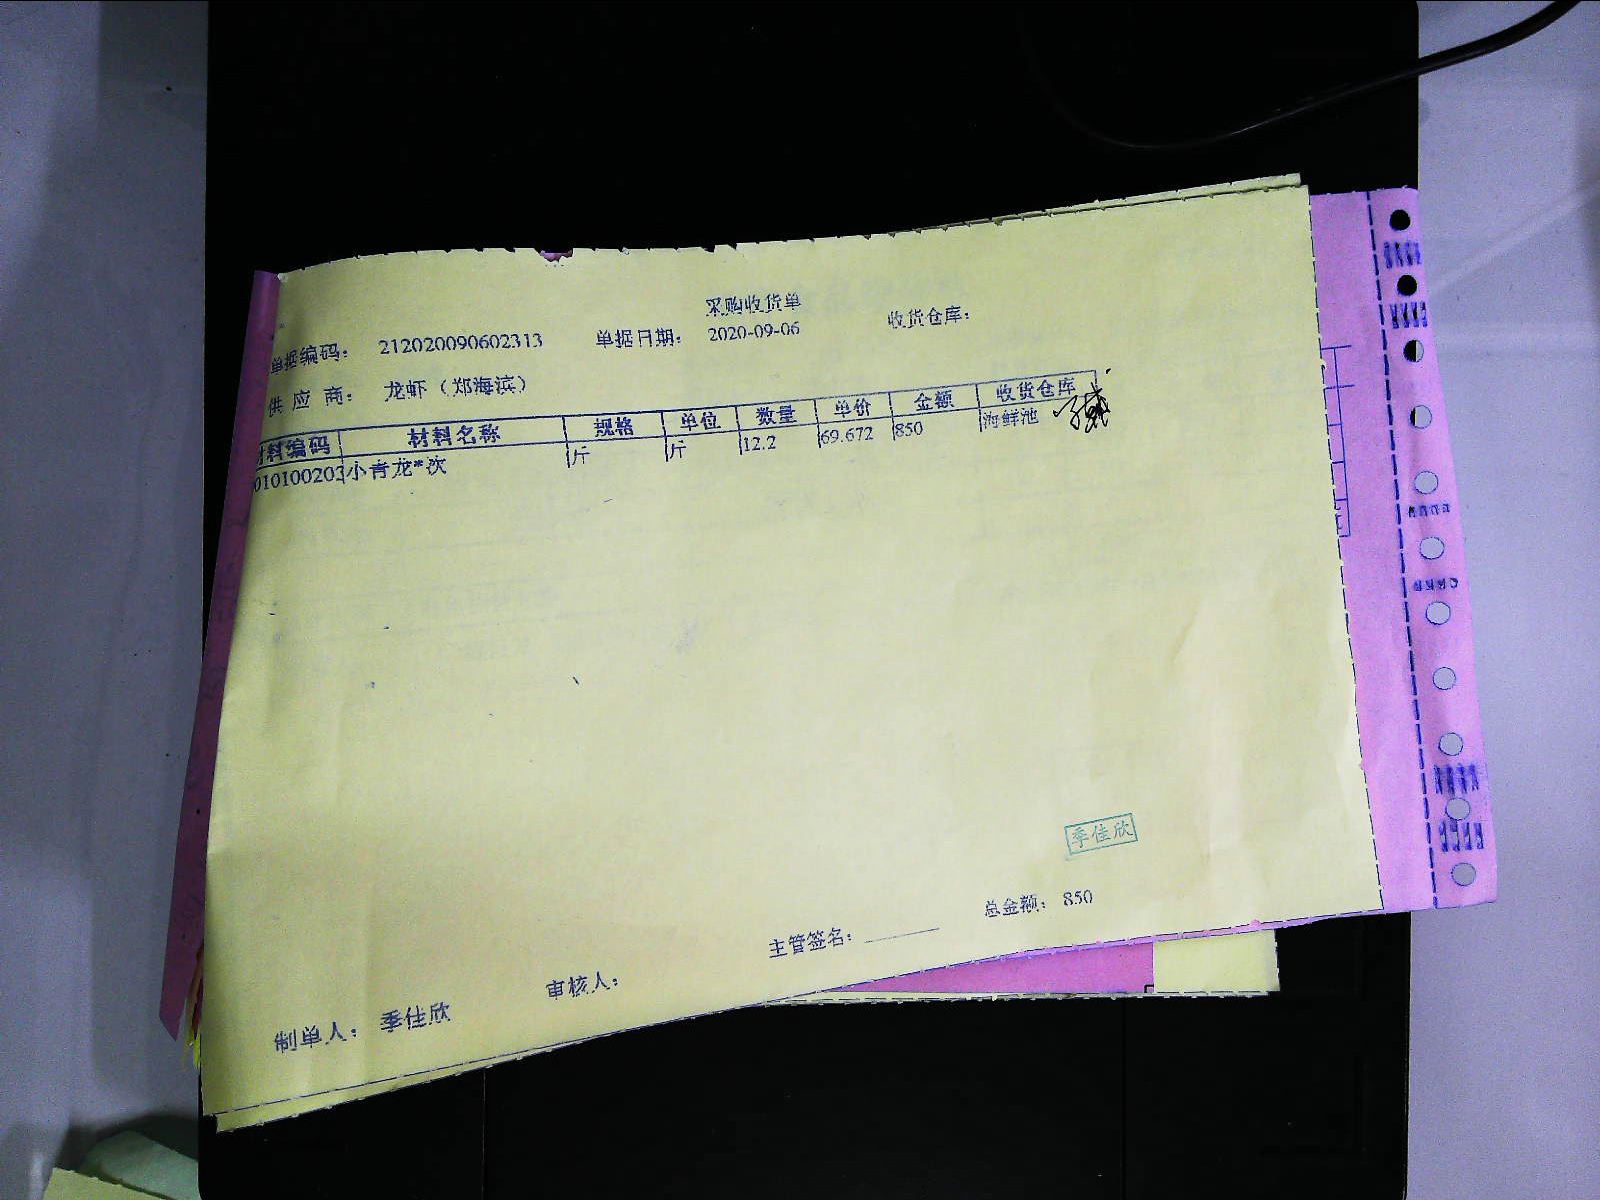 采购收货单
单据编码： 212020090602313 单据日期： 2020-09-06 收货仓库：
供 应 商： 龙虾（郑海滨）
材料编码 材料名称 规格 单位 数量 单价 金额 收货仓库
010100203 小青龙*次 斤 斤 12.2 69.672 850 海鲜池
季佳欣
总金额： 850
主管签名：
审核人：
制单人： 季佳欣